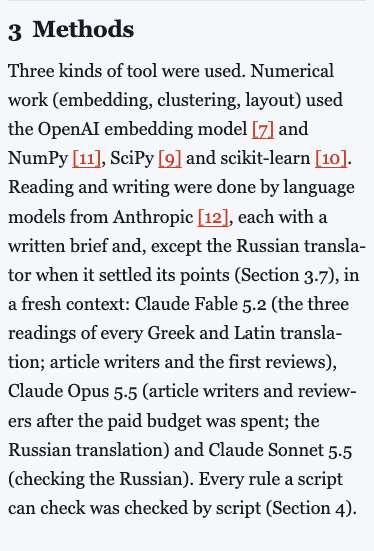 3 Methods
Three kinds of tool were used. Numerical
work (embedding, clustering, layout) used
the OpenAI embedding model [7] and
NumPy [11], SciPy [9] and scikit-learn [10].
Reading and writing were done by language
models from Anthropic [12], each with a
written brief and, except the Russian transla-
tor when it settled its points (Section 3.7), in
a fresh context: Claude Fable 5.2 (the three
readings of every Greek and Latin transla-
tion; article writers and the first reviews),
Claude Opus 5.5 (article writers and review-
ers after the paid budget was spent; the
Russian translation) and Claude Sonnet 5.5
(checking the Russian). Every rule a script
can check was checked by script (Section 4).